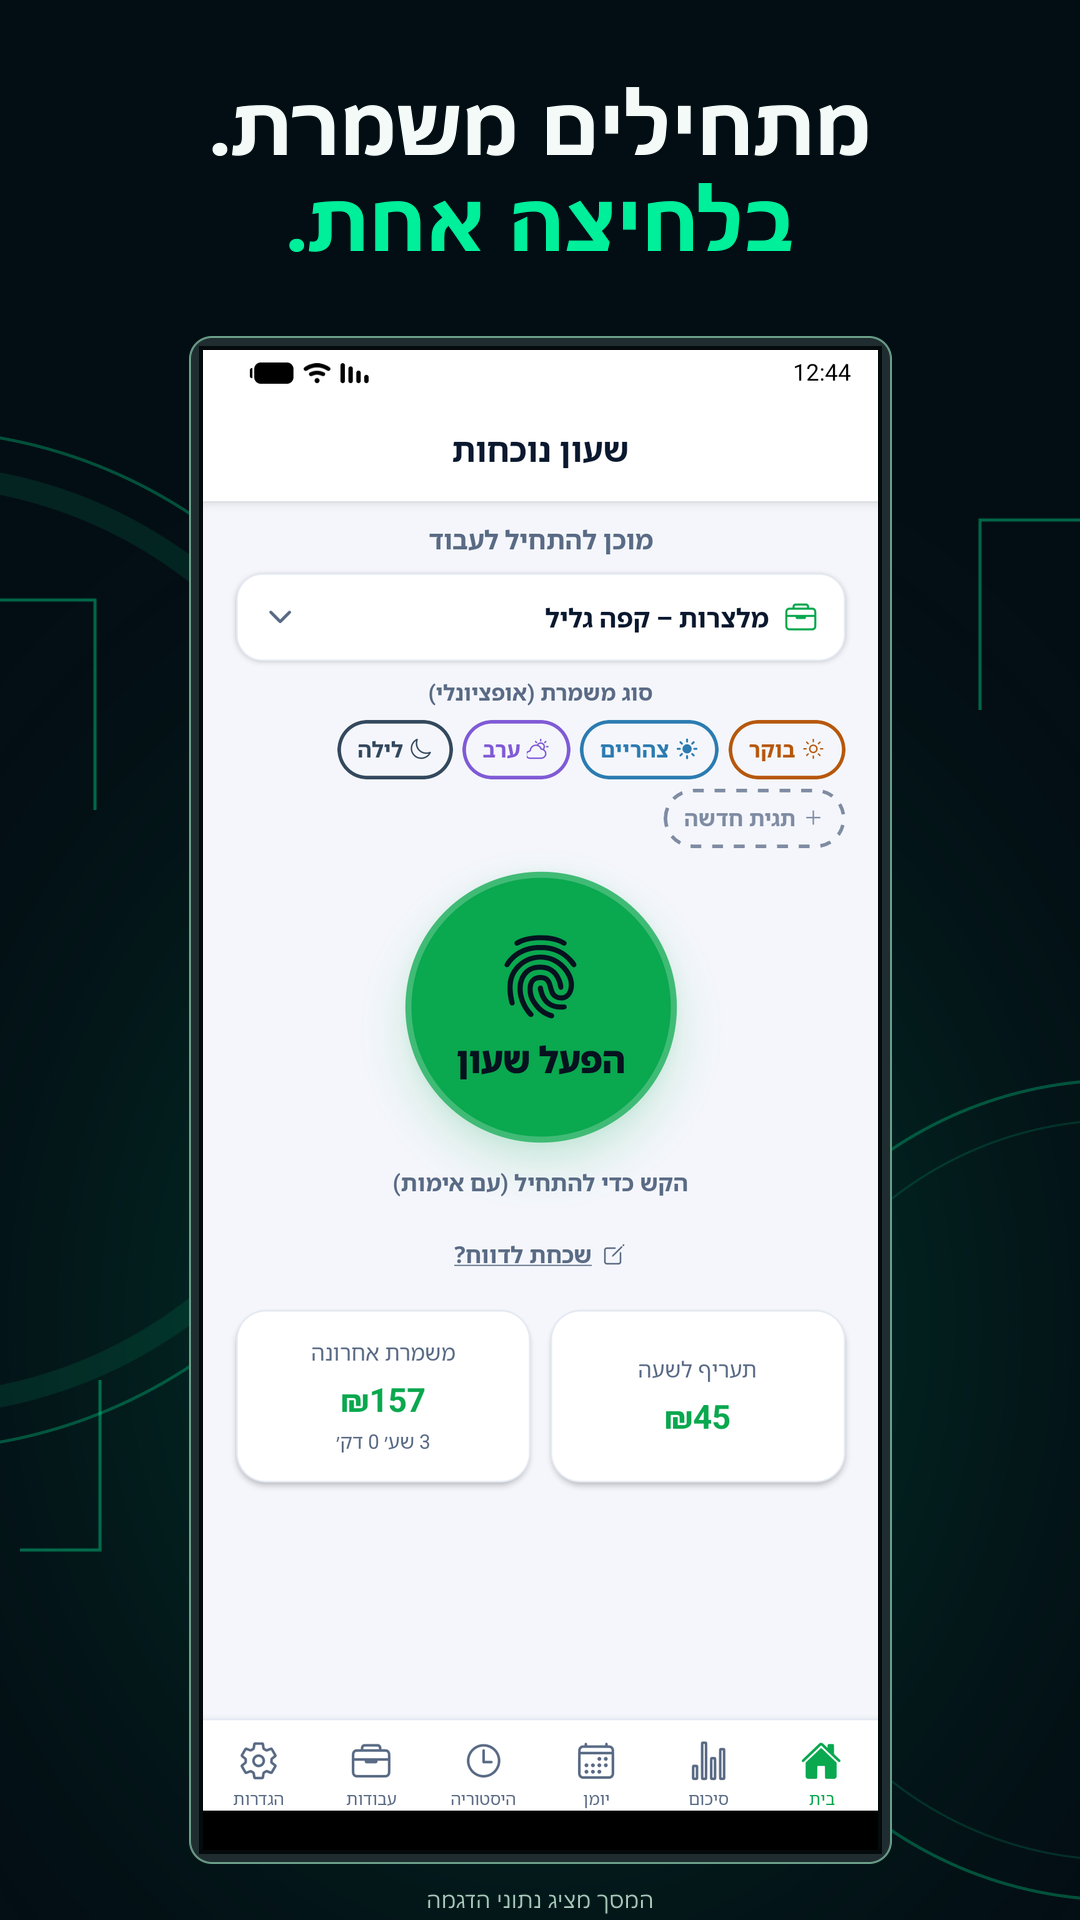 מתחילים משמרת.
בלחיצה אחת.
12:44
שעון נוכחות
מוכן להתחיל לעבוד
מלצרות – קפה גליל
סוג משמרת (אופציונלי)
בוקר
צהריים
ערב
לילה
+ תגית חדשה
הפעל שעון
הקש כדי להתחיל (עם אימות)
שכחת לדווח?
תעריף לשעה
₪45
משמרת אחרונה
₪157
3 שע׳ 0 דק׳
בית
סיכום
יומן
היסטוריה
עבודות
הגדרות
המסך מציג נתוני הדגמה